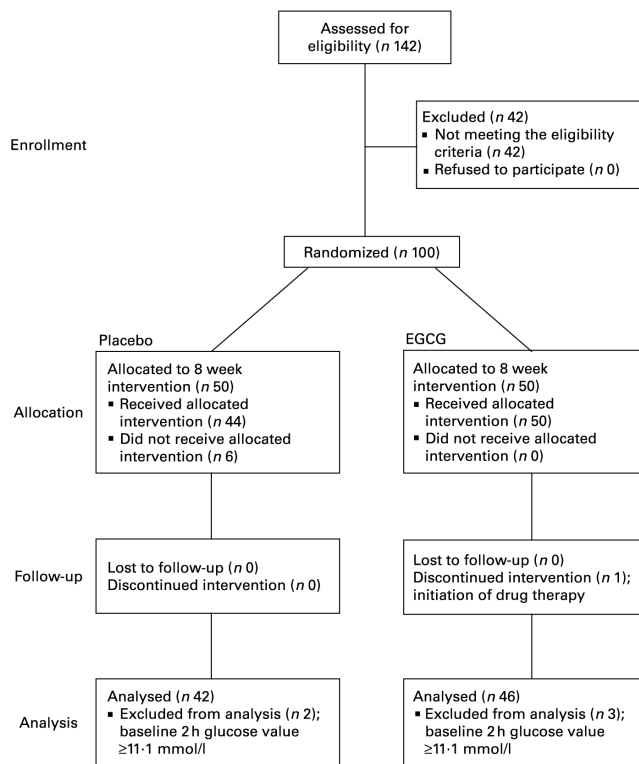 Assessed for
eligibility (n 142)
Enrollment
Excluded (n 42)
▪ Not meeting the eligibility
criteria (n 42)
▪ Refused to participate (n 0)
Randomized (n 100)
Placebo
Allocated to 8 week
intervention (n 50)
▪ Received allocated
intervention (n 44)
▪ Did not receive allocated
intervention (n 6)
EGCG
Allocated to 8 week
intervention (n 50)
▪ Received allocated
intervention (n 50)
▪ Did not receive allocated
intervention (n 0)
Allocation
Follow-up
Lost to follow-up (n 0)
Discontinued intervention (n 0)
Lost to follow-up (n 0)
Discontinued intervention (n 1);
initiation of drug therapy
Analysis
Analysed (n 42)
▪ Excluded from analysis (n 2);
baseline 2 h glucose value
≥11·1 mmol/l
Analysed (n 46)
▪ Excluded from analysis (n 3);
baseline 2 h glucose value
≥11·1 mmol/l